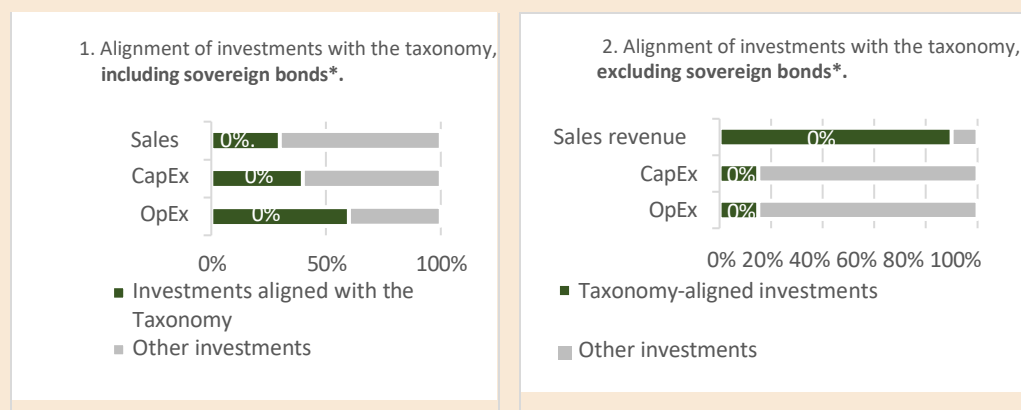 1. Alignment of investments with the taxonomy,
including sovereign bonds*.
Sales 0%.
CapEx 0%
OpEx 0%
0% 50% 100%
Investments aligned with the
Taxonomy
Other investments
2. Alignment of investments with the taxonomy,
excluding sovereign bonds*.
Sales revenue 0%
CapEx 0%
OpEx 0%
0% 20% 40% 60% 80% 100%
Taxonomy-aligned investments
Other investments